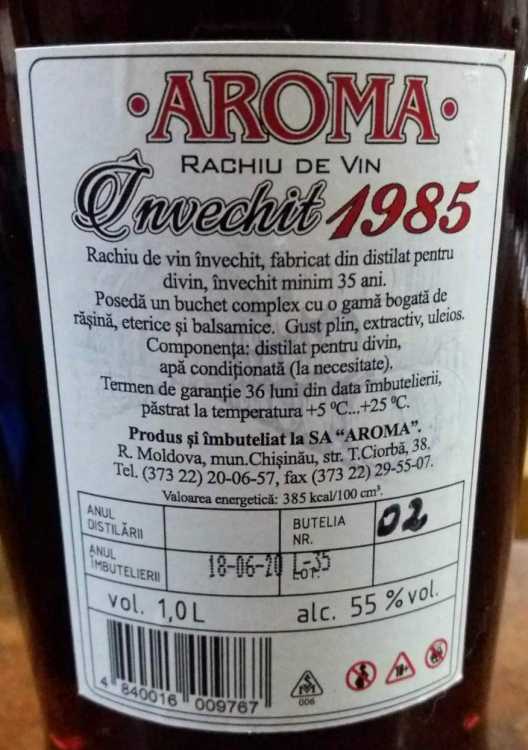 ·AROMA·
RACHIU DE VIN
Învechit 1985
Rachiu de vin învechit, fabricat din distilat pentru
divin, învechit minim 35 ani.
Posedă un buchet complex cu o gamă bogată de
rășină, eterice și balsamice. Gust plin, extractiv, uleios.
Componența: distilat pentru divin,
apă condiționată (la necesitate).
Termen de garanție 36 luni din data îmbutelierii,
păstrat la temperatura +5 ⁰C...+25 ⁰C.
Produs și îmbuteliat la SA “AROMA”.
R. Moldova, mun.Chișinău, str. T.Ciorbă, 38.
Tel. (373 22) 20-06-57, fax (373 22) 29-55-07.
Valoarea energetică: 385 kcal/100 cm³.
ANUL
DISTILĂRII
BUTELIA
NR.
02
ANUL
ÎMBUTELIERII
18-06-20 L-35
LOT.
vol. 1,0 L
alc. 55 % vol.
4 840016 009767
006
18+